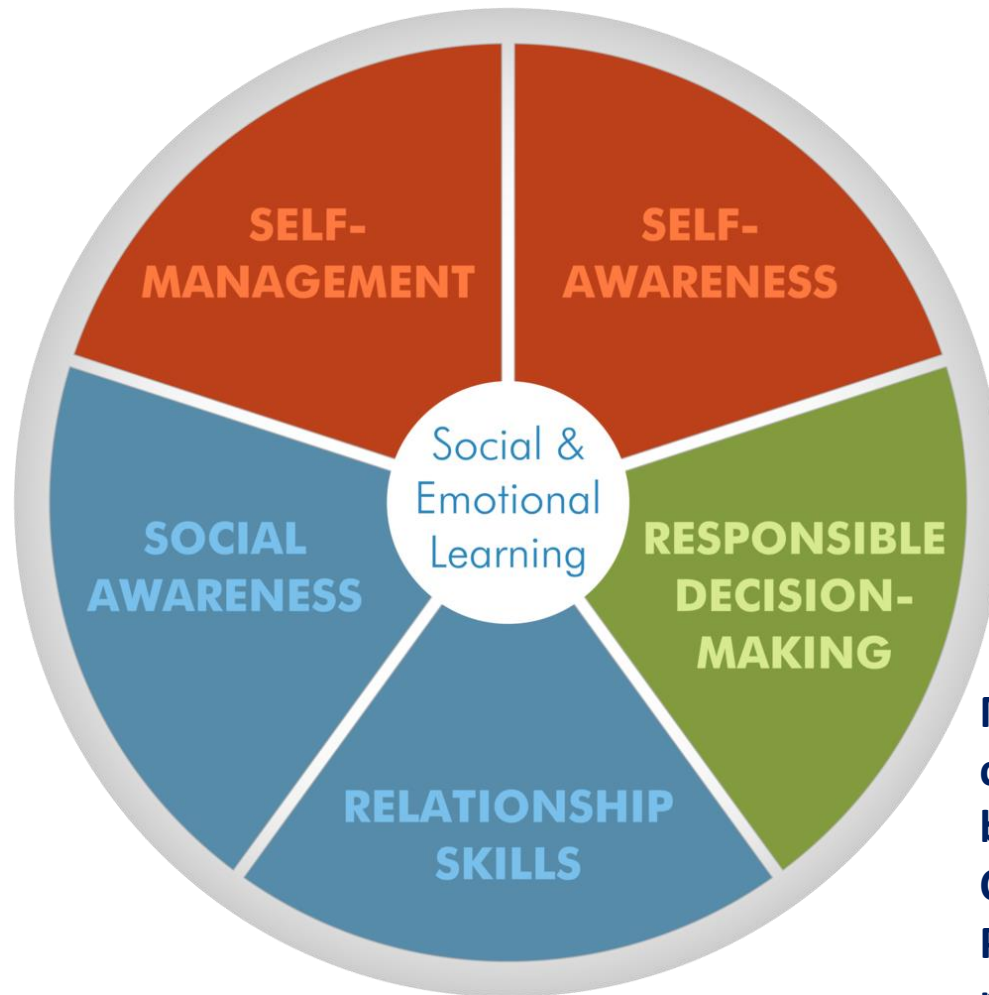 SELF-
MANAGEMENT
SELF-
AWARENESS
Social &
Emotional
Learning
SOCIAL
AWARENESS
RESPONSIBLE
DECISION-
MAKING
RELATIONSHIP
SKILLS